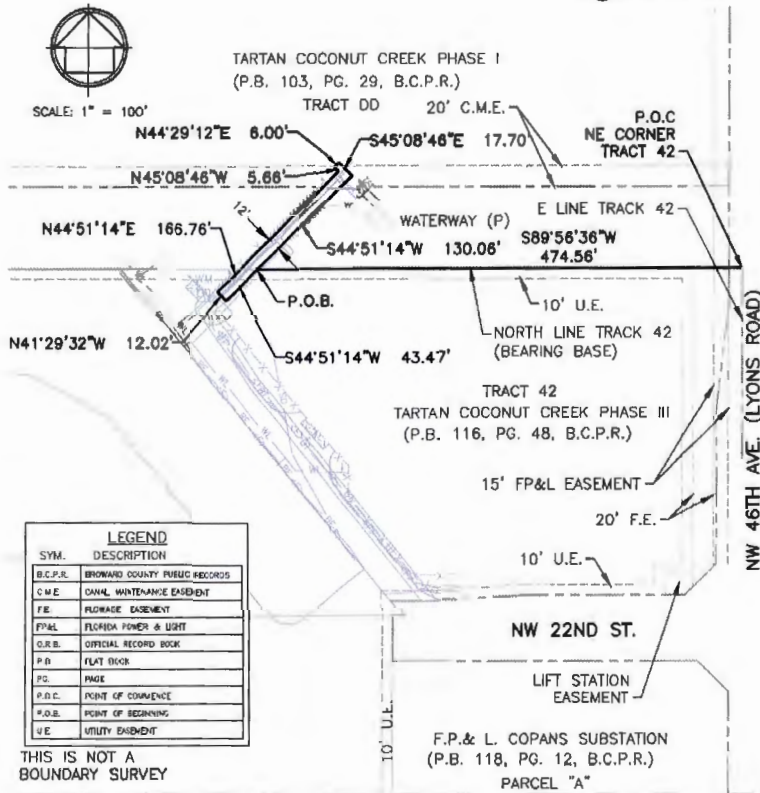 SCALE: 1" = 100'
TARTAN COCONUT CREEK PHASE I
(P.B. 103, PG. 29, B.C.P.R.)
TRACT DD
20' C.M.E.
P.O.C
NE CORNER
TRACT 42
N44°29'12"E 6.00'
S45°08'46"E 17.70'
N45°08'46"W 5.66'
E LINE TRACK 42
12'
WATERWAY (P)
N44°51'14"E 166.76'
S44°51'14"W 130.06'
S89°56'36"W
474.56'
P.O.B.
10' U.E.
NORTH LINE TRACK 42
(BEARING BASE)
N41°29'32"W 12.02'
S44°51'14"W 43.47'
TRACT 42
TARTAN COCONUT CREEK PHASE III
(P.B. 116, PG. 48, B.C.P.R.)
15' FP&L EASEMENT
20' F.E.
NW 46TH AVE. (LYONS ROAD)
10' U.E.
NW 22ND ST.
LIFT STATION
EASEMENT
10' U.E.
F.P.& L. COPANS SUBSTATION
(P.B. 118, PG. 12, B.C.P.R.)
PARCEL "A"
LEGEND
SYM. DESCRIPTION
B.C.P.R. BROWARD COUNTY PUBLIC RECORDS
C.M.E. CANAL MAINTENANCE EASEMENT
F.E. FLOWAGE EASEMENT
FP&L FLORIDA POWER & LIGHT
O.R.B. OFFICIAL RECORD BOOK
P.B. PLAT BOOK
PG. PAGE
P.O.C. POINT OF COMMENCE
P.O.B. POINT OF BEGINNING
U.E. UTILITY EASEMENT
THIS IS NOT A
BOUNDARY SURVEY